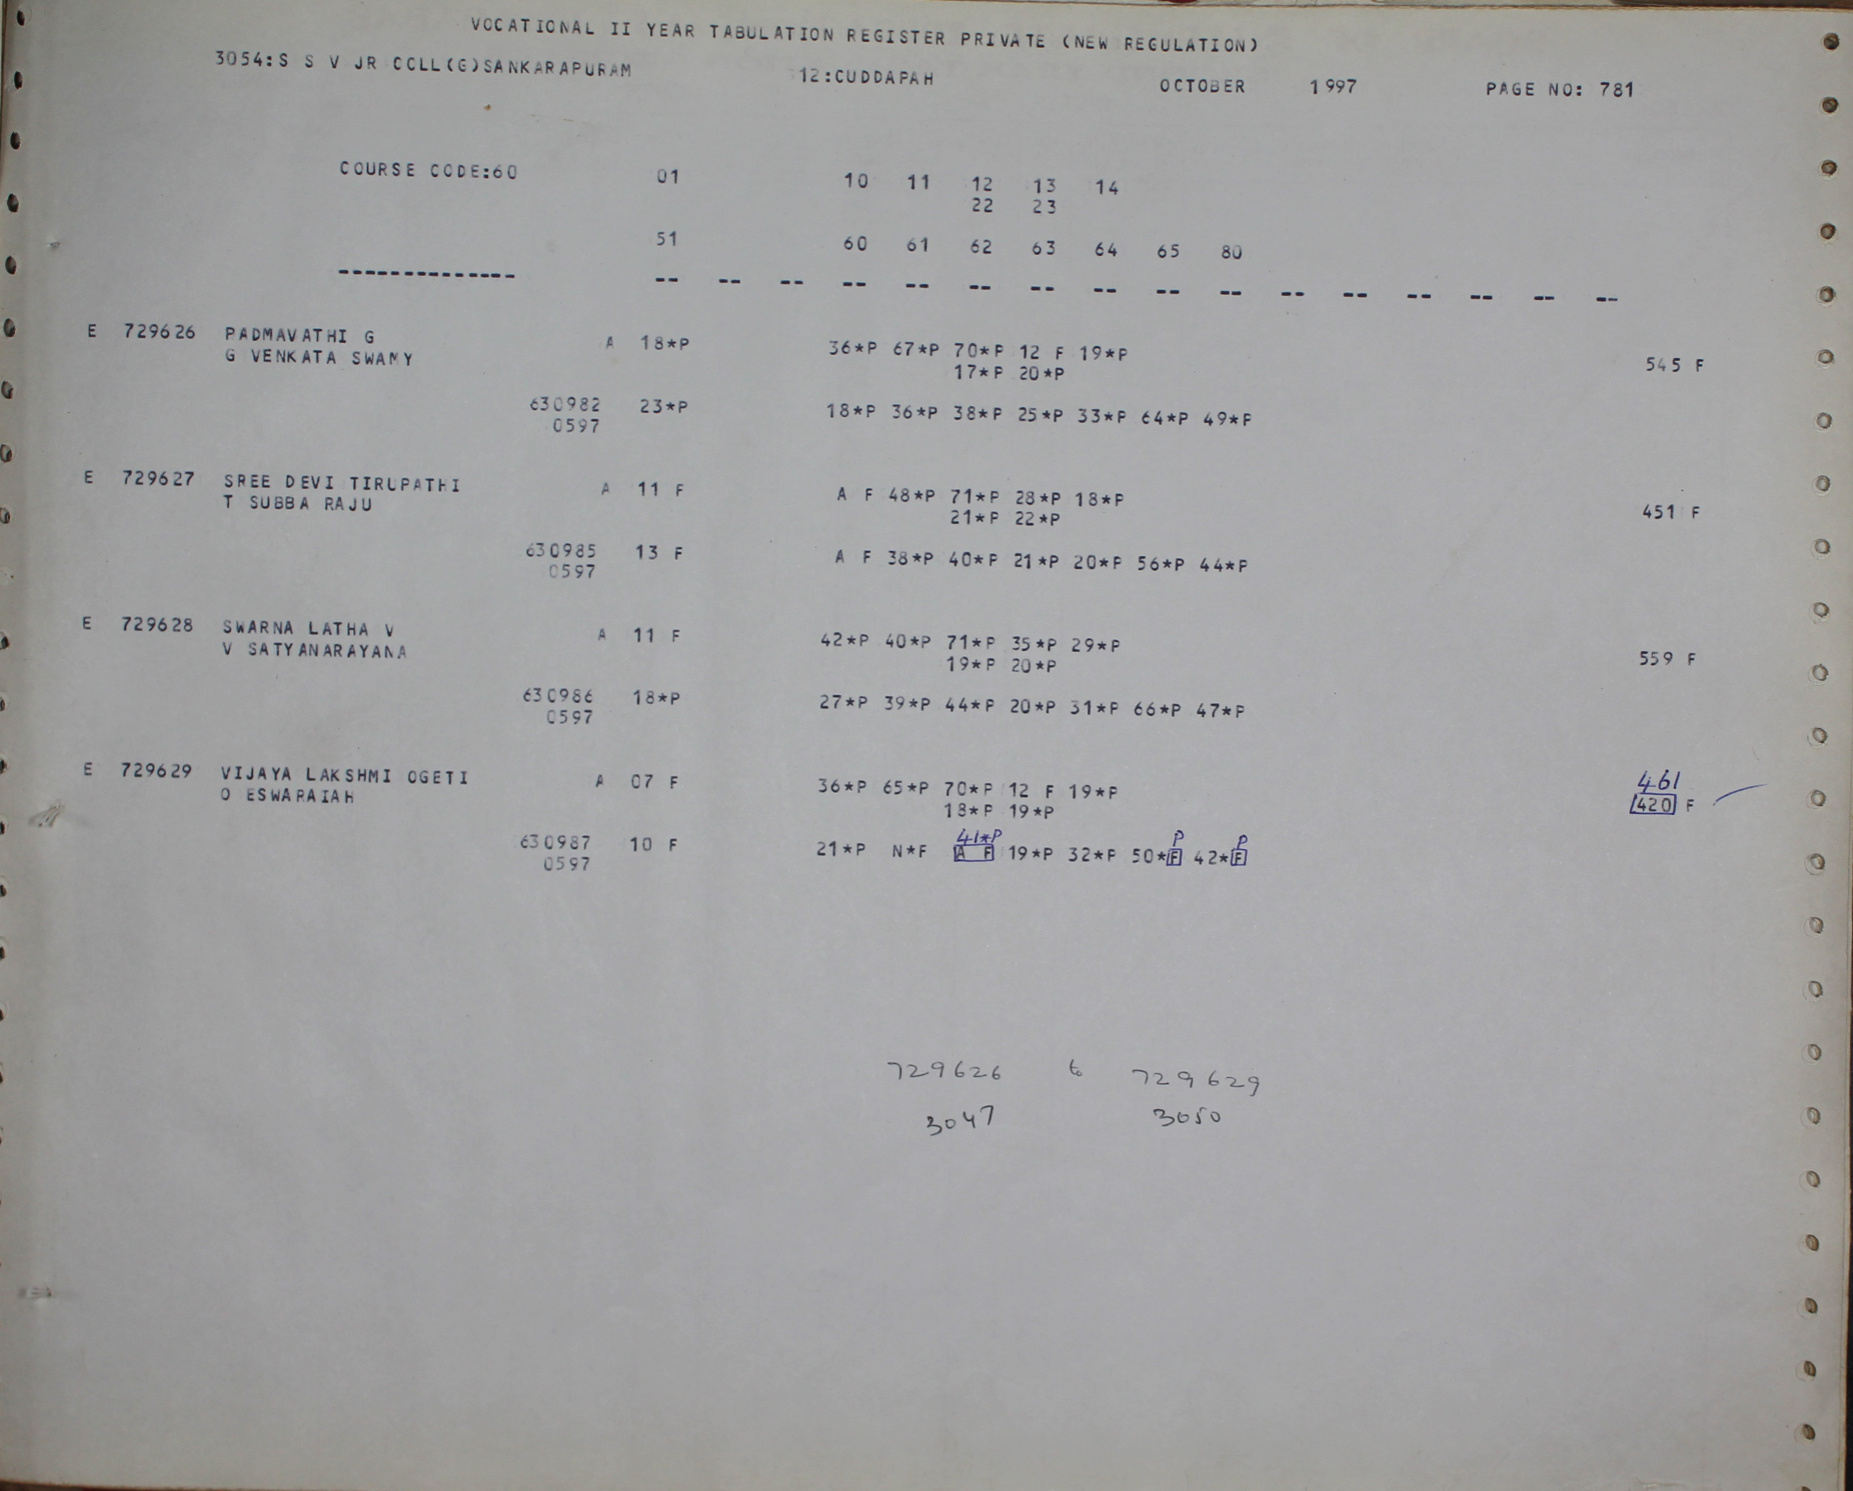 VOCATIONAL II YEAR TABULATION REGISTER PRIVATE (NEW REGULATION)
3054:S S V JR COLL(G)SANKARAPURAM 12:CUDDAPAH OCTOBER 1997 PAGE NO: 781
COURSE CODE:60 01 10 11 12 13 14
22 23
51 60 61 62 63 64 65 80
-------------- -- -- -- -- -- -- -- -- -- -- -- -- -- -- -- --
E 729626 PADMAVATHI G A 18*P 36*P 67*P 70*P 12 F 19*P
G VENKATA SWAMY 17*P 20*P 545 F
630982 23*P 18*P 36*P 38*P 25*P 33*P 64*P 49*P
0597
E 729627 SREE DEVI TIRUPATHI A 11 F A F 48*P 71*P 28*P 18*P
T SUBBA RAJU 21*P 22*P 451 F
630985 13 F A F 38*P 40*P 21*P 20*P 56*P 44*P
0597
E 729628 SWARNA LATHA V A 11 F 42*P 40*P 71*P 35*P 29*P
V SATYANARAYANA 19*P 20*P 559 F
630986 18*P 27*P 39*P 44*P 20*P 31*P 66*P 47*P
0597
E 729629 VIJAYA LAKSHMI OGETI A 07 F 36*P 65*P 70*P 12 F 19*P 461
O ESWARAIAH 18*P 19*P 420 F
41*P P P
630987 10 F 21*P N*F A F 19*P 32*P 50*F 42*F
0597
729626 to 729629
3047 3050